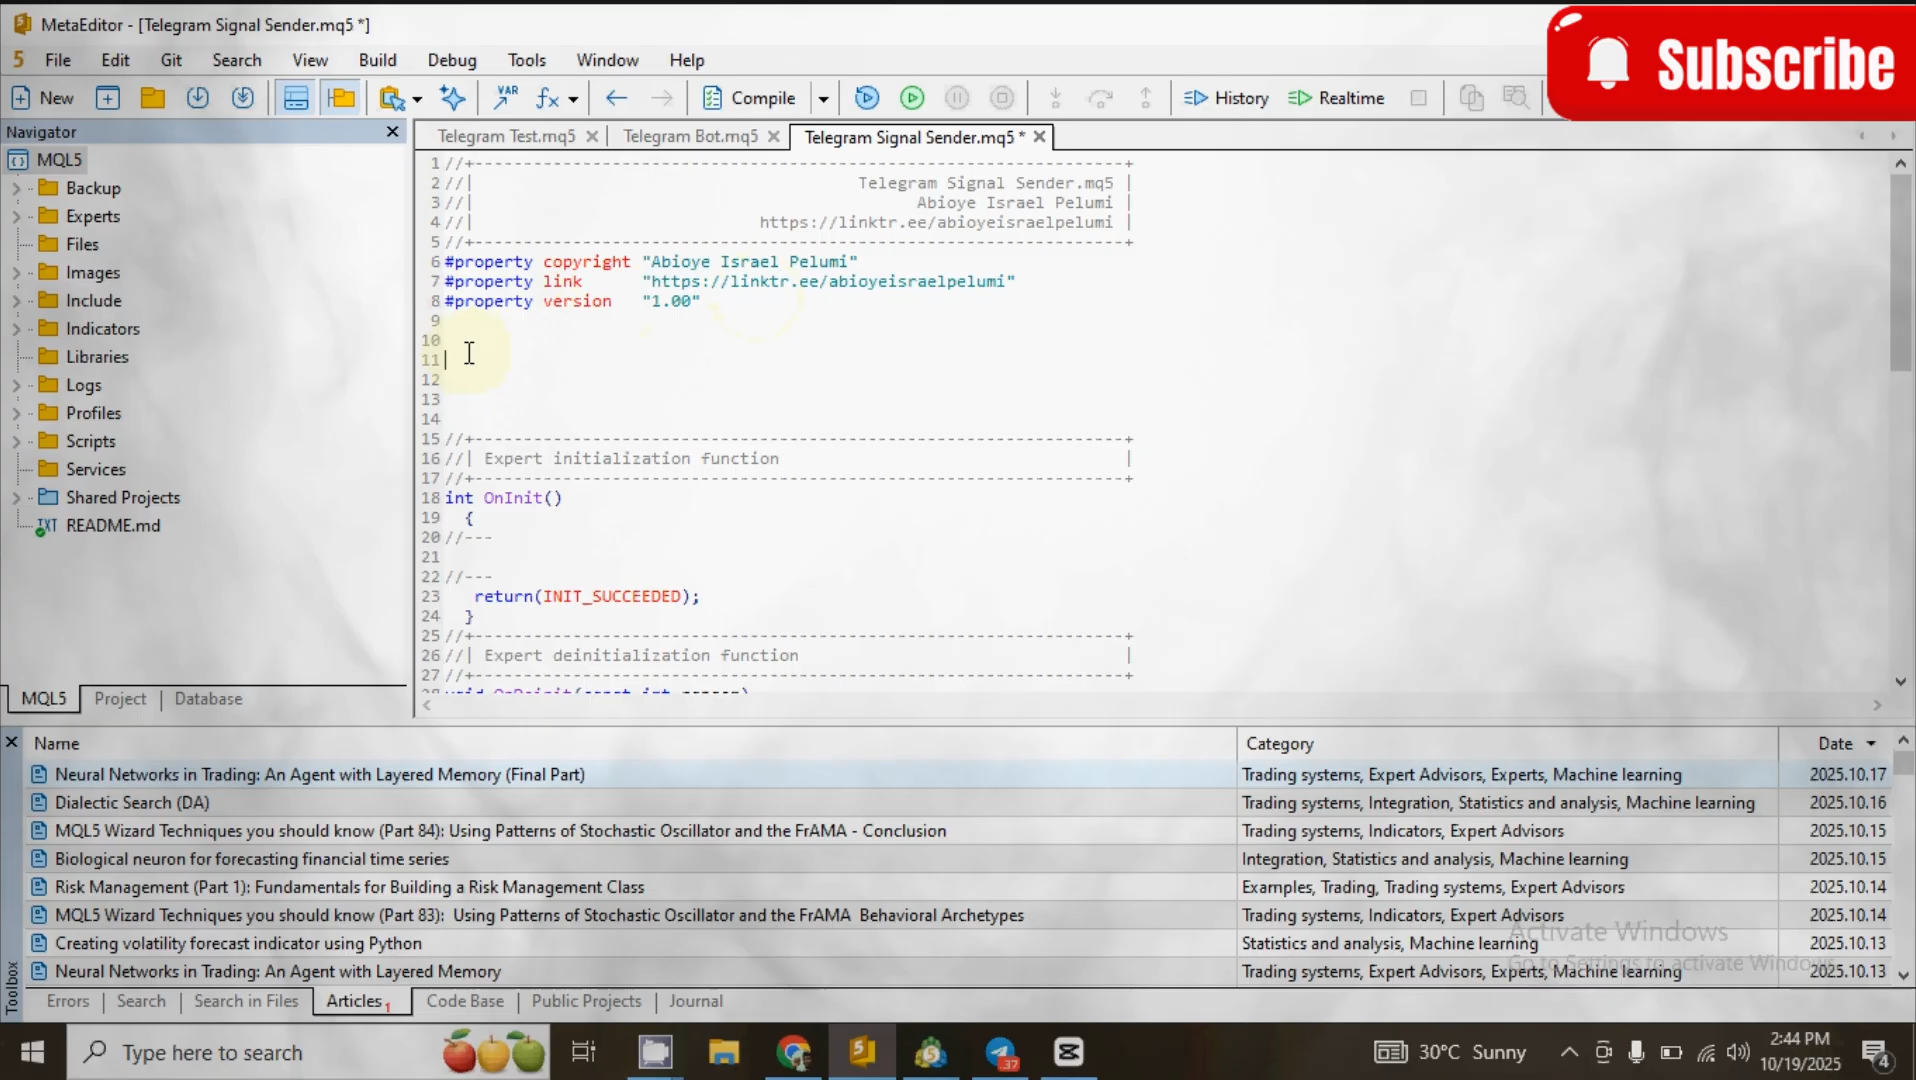 MetaEditor - [Telegram Signal Sender.mq5 *]
Subscribe
5 File Edit Git Search View Build Debug Tools Window Help
New VAR Compile History Realtime
Navigator
Telegram Test.mq5 Telegram Bot.mq5 Telegram Signal Sender.mq5 *
MQL5
Backup
Experts
Files
Images
Include
Indicators
Libraries
Logs
Profiles
Scripts
Services
Shared Projects
README.md
MQL5 Project Database
1 //+------------------------------------------------------------------+
2 //| Telegram Signal Sender.mq5 |
3 //| Abioye Israel Pelumi |
4 //| https://linktr.ee/abioyeisraelpelumi |
5 //+------------------------------------------------------------------+
6 #property copyright "Abioye Israel Pelumi"
7 #property link "https://linktr.ee/abioyeisraelpelumi"
8 #property version "1.00"
9
10
11
12
13
14
15 //+------------------------------------------------------------------+
16 //| Expert initialization function |
17 //+------------------------------------------------------------------+
18 int OnInit()
19 {
20 //---
21
22 //---
23 return(INIT_SUCCEEDED);
24 }
25 //+------------------------------------------------------------------+
26 //| Expert deinitialization function |
27 //+------------------------------------------------------------------+
Name Category Date
Neural Networks in Trading: An Agent with Layered Memory (Final Part) Trading systems, Expert Advisors, Experts, Machine learning 2025.10.17
Dialectic Search (DA) Trading systems, Integration, Statistics and analysis, Machine learning 2025.10.16
MQL5 Wizard Techniques you should know (Part 84): Using Patterns of Stochastic Oscillator and the FrAMA - Conclusion Trading systems, Indicators, Expert Advisors 2025.10.15
Biological neuron for forecasting financial time series Integration, Statistics and analysis, Machine learning 2025.10.15
Risk Management (Part 1): Fundamentals for Building a Risk Management Class Examples, Trading, Trading systems, Expert Advisors 2025.10.14
MQL5 Wizard Techniques you should know (Part 83): Using Patterns of Stochastic Oscillator and the FrAMA Behavioral Archetypes Trading systems, Indicators, Expert Advisors 2025.10.14
Creating volatility forecast indicator using Python Statistics and analysis, Machine learning 2025.10.13
Neural Networks in Trading: An Agent with Layered Memory Trading systems, Expert Advisors, Experts, Machine learning 2025.10.13
Activate Windows
Go to Settings to activate Windows.
Toolbox
Errors Search Search in Files Articles 1 Code Base Public Projects Journal
Type here to search
37
30°C Sunny
2:44 PM
10/19/2025
4